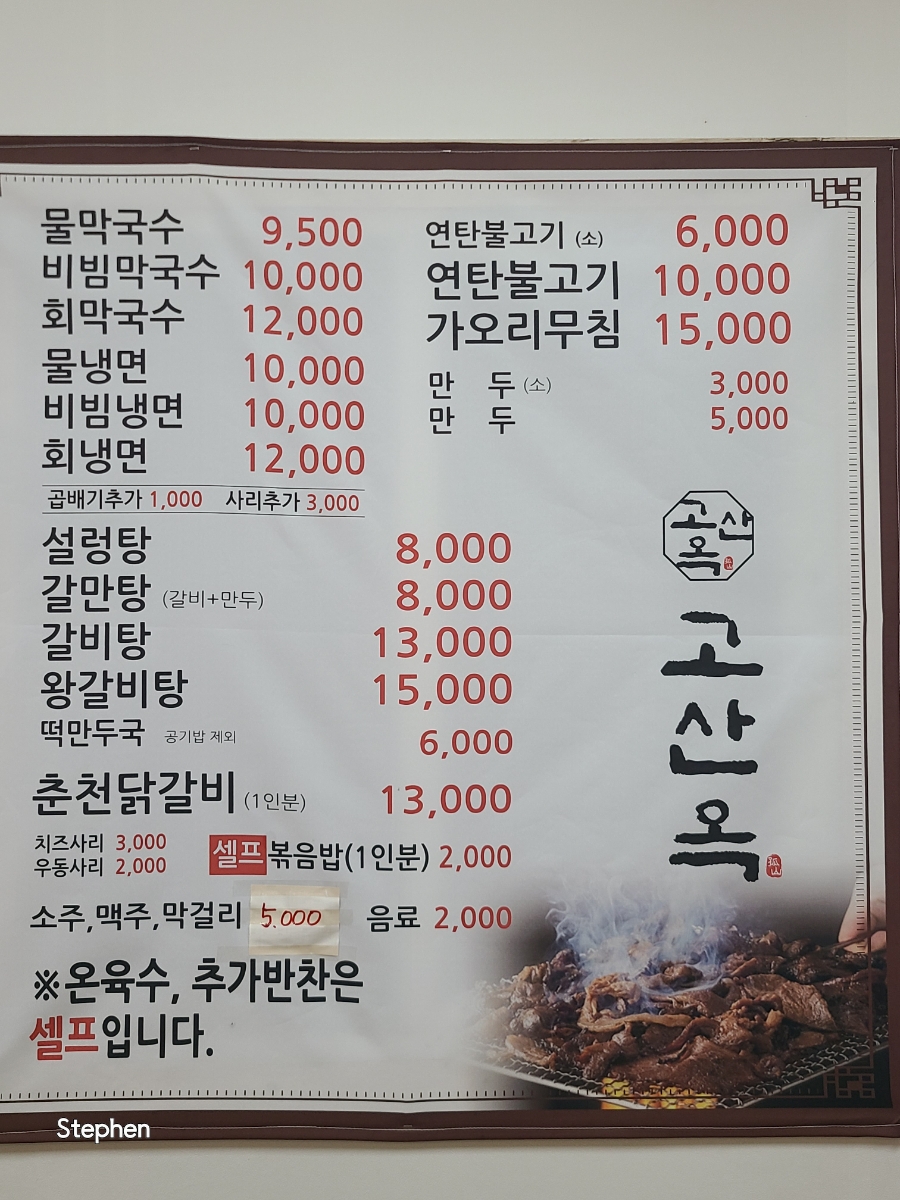 물막국수 9,500
비빔막국수 10,000
회막국수 12,000
물냉면 10,000
비빔냉면 10,000
회냉면 12,000
곱배기추가 1,000 사리추가 3,000
설렁탕 8,000
갈만탕 (갈비+만두) 8,000
갈비탕 13,000
왕갈비탕 15,000
떡만두국 공기밥 제외 6,000
춘천닭갈비 (1인분) 13,000
치즈사리 3,000
우동사리 2,000
셀프볶음밥(1인분) 2,000
소주,맥주,막걸리 5.000 음료 2,000
※온육수, 추가반찬은
셀프입니다.
연탄불고기 (소) 6,000
연탄불고기 10,000
가오리무침 15,000
만 두 (소) 3,000
만 두 5,000
고산
옥
고
산
옥
Stephen